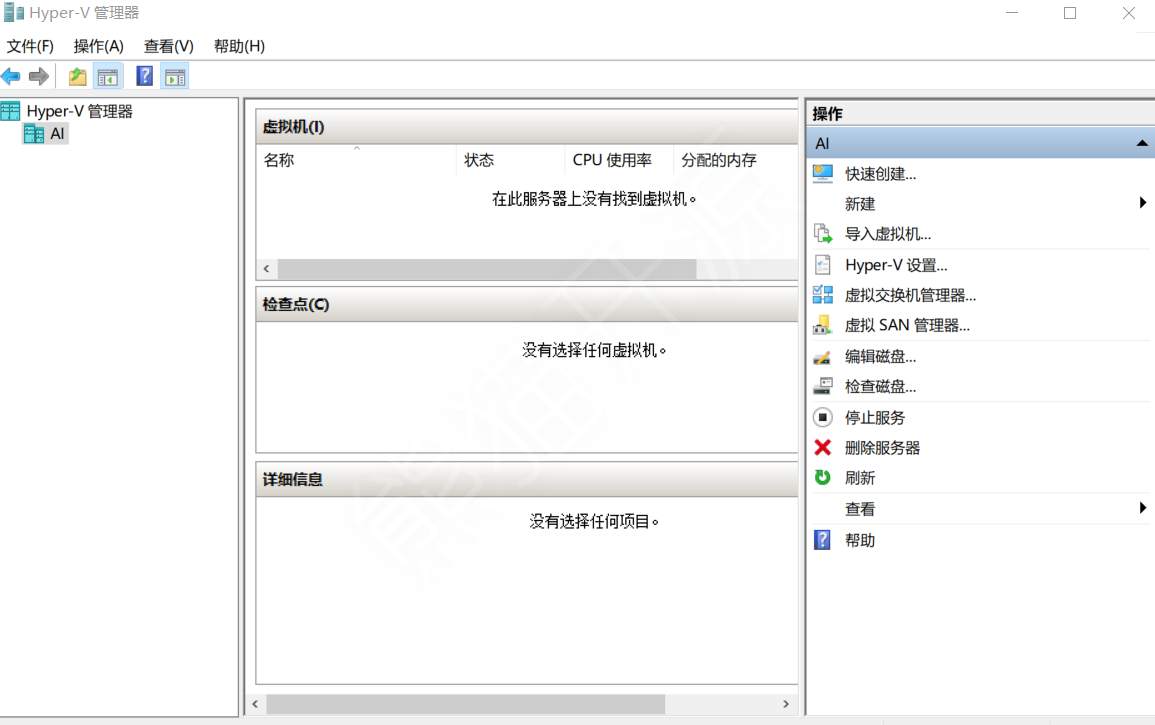 Hyper-V 管理器
文件(F) 操作(A) 查看(V) 帮助(H)
Hyper-V 管理器
AI
虚拟机(I)
名称 状态 CPU 使用率 分配的内存
在此服务器上没有找到虚拟机。
检查点(C)
没有选择任何虚拟机。
详细信息
没有选择任何项目。
操作
AI
快速创建...
新建
导入虚拟机...
Hyper-V 设置...
虚拟交换机管理器...
虚拟 SAN 管理器...
编辑磁盘...
检查磁盘...
停止服务
删除服务器
刷新
查看
帮助
熊猫开源